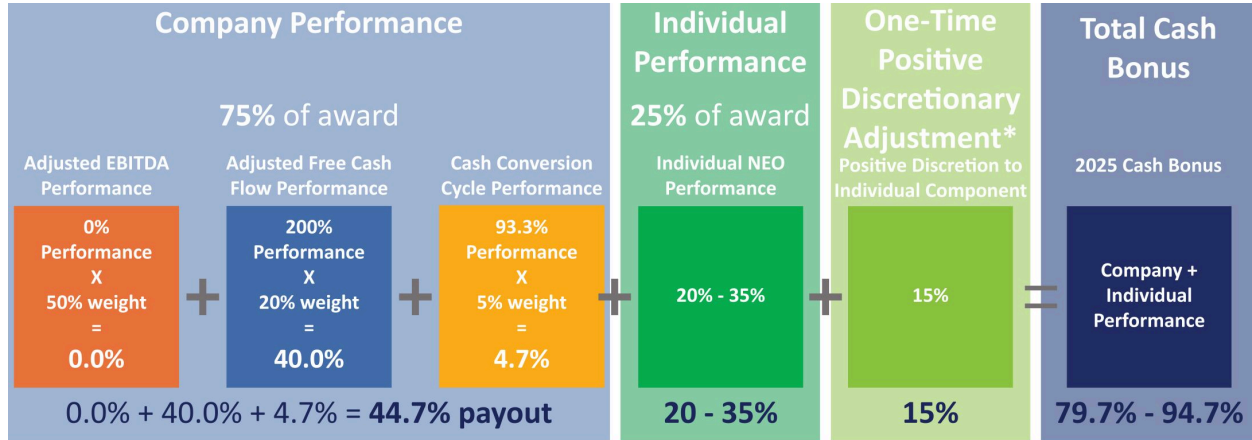 Company Performance
75% of award
Adjusted EBITDA
Performance
0%
Performance
X
50% weight
=
0.0%
+
Adjusted Free Cash
Flow Performance
200%
Performance
X
20% weight
=
40.0%
+
Cash Conversion
Cycle Performance
93.3%
Performance
X
5% weight
=
4.7%
0.0% + 40.0% + 4.7% = 44.7% payout
+
Individual
Performance
25% of award
Individual NEO
Performance
20% - 35%
20 - 35%
+
One-Time
Positive
Discretionary
Adjustment*
Positive Discretion to
Individual Component
15%
15%
=
Total Cash
Bonus
2025 Cash Bonus
Company +
Individual
Performance
79.7% - 94.7%